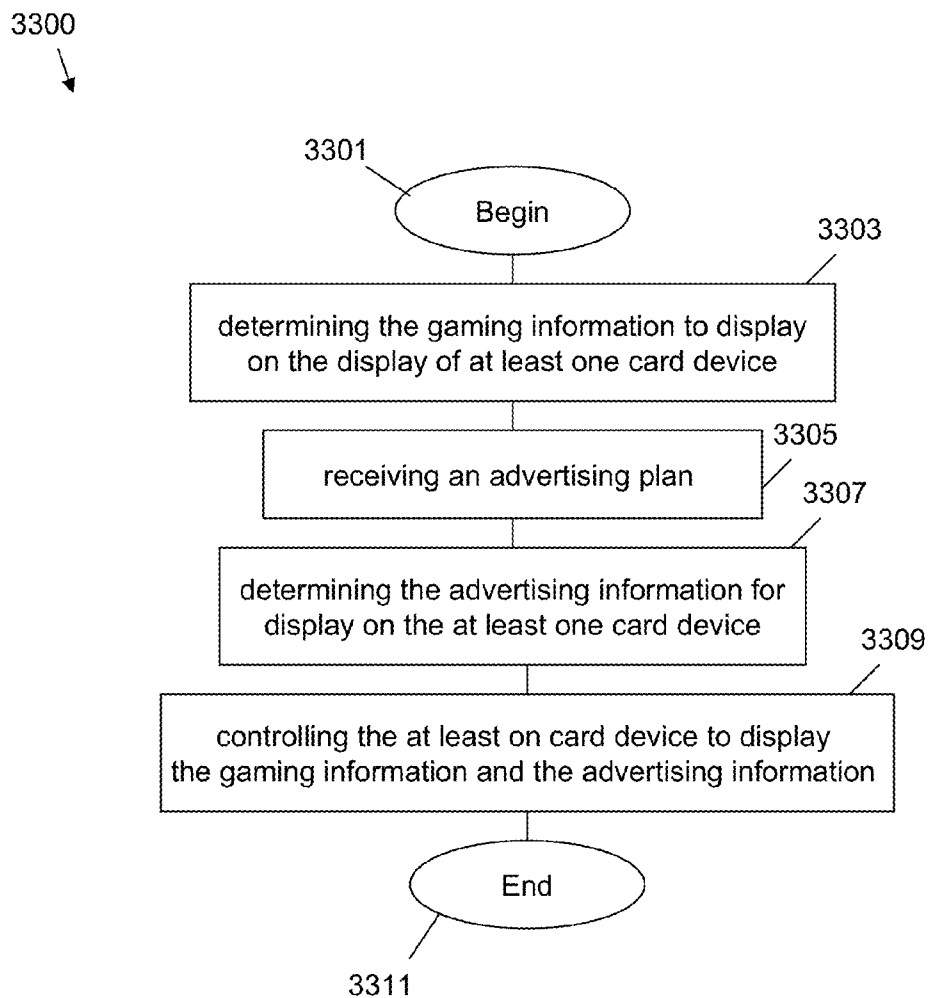 3300
3301
Begin
3303
determining the gaming information to display
on the display of at least one card device
3305
receiving an advertising plan
3307
determining the advertising information for
display on the at least one card device
3309
controlling the at least on card device to display
the gaming information and the advertising information
End
3311